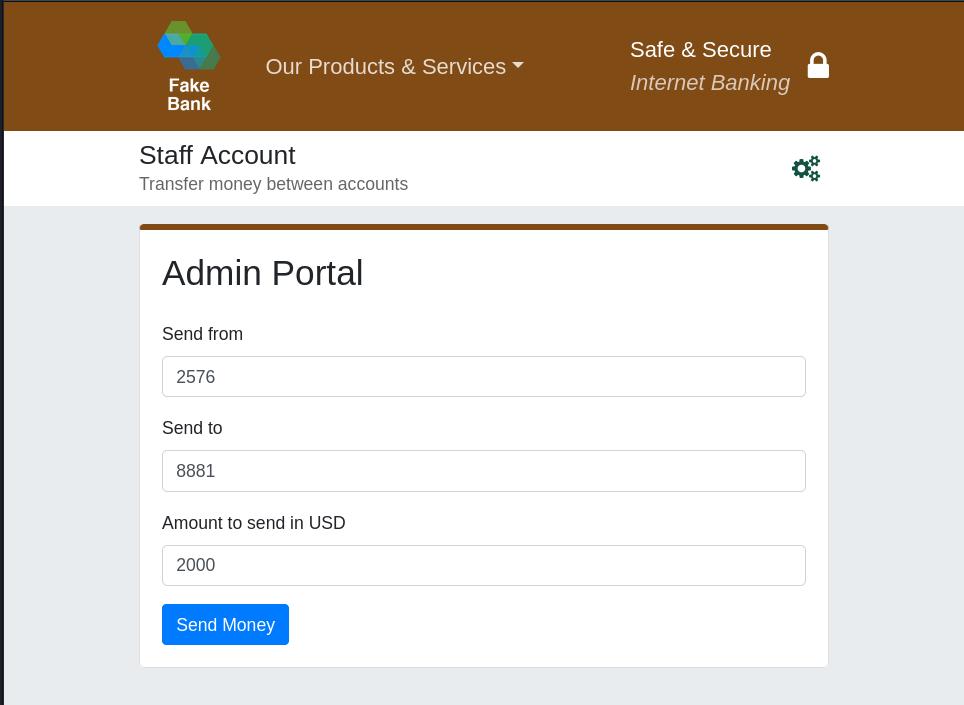 Fake
Bank
Our Products & Services
Safe & Secure
Internet Banking
Staff Account
Transfer money between accounts
Admin Portal
Send from
2576
Send to
8881
Amount to send in USD
2000
Send Money